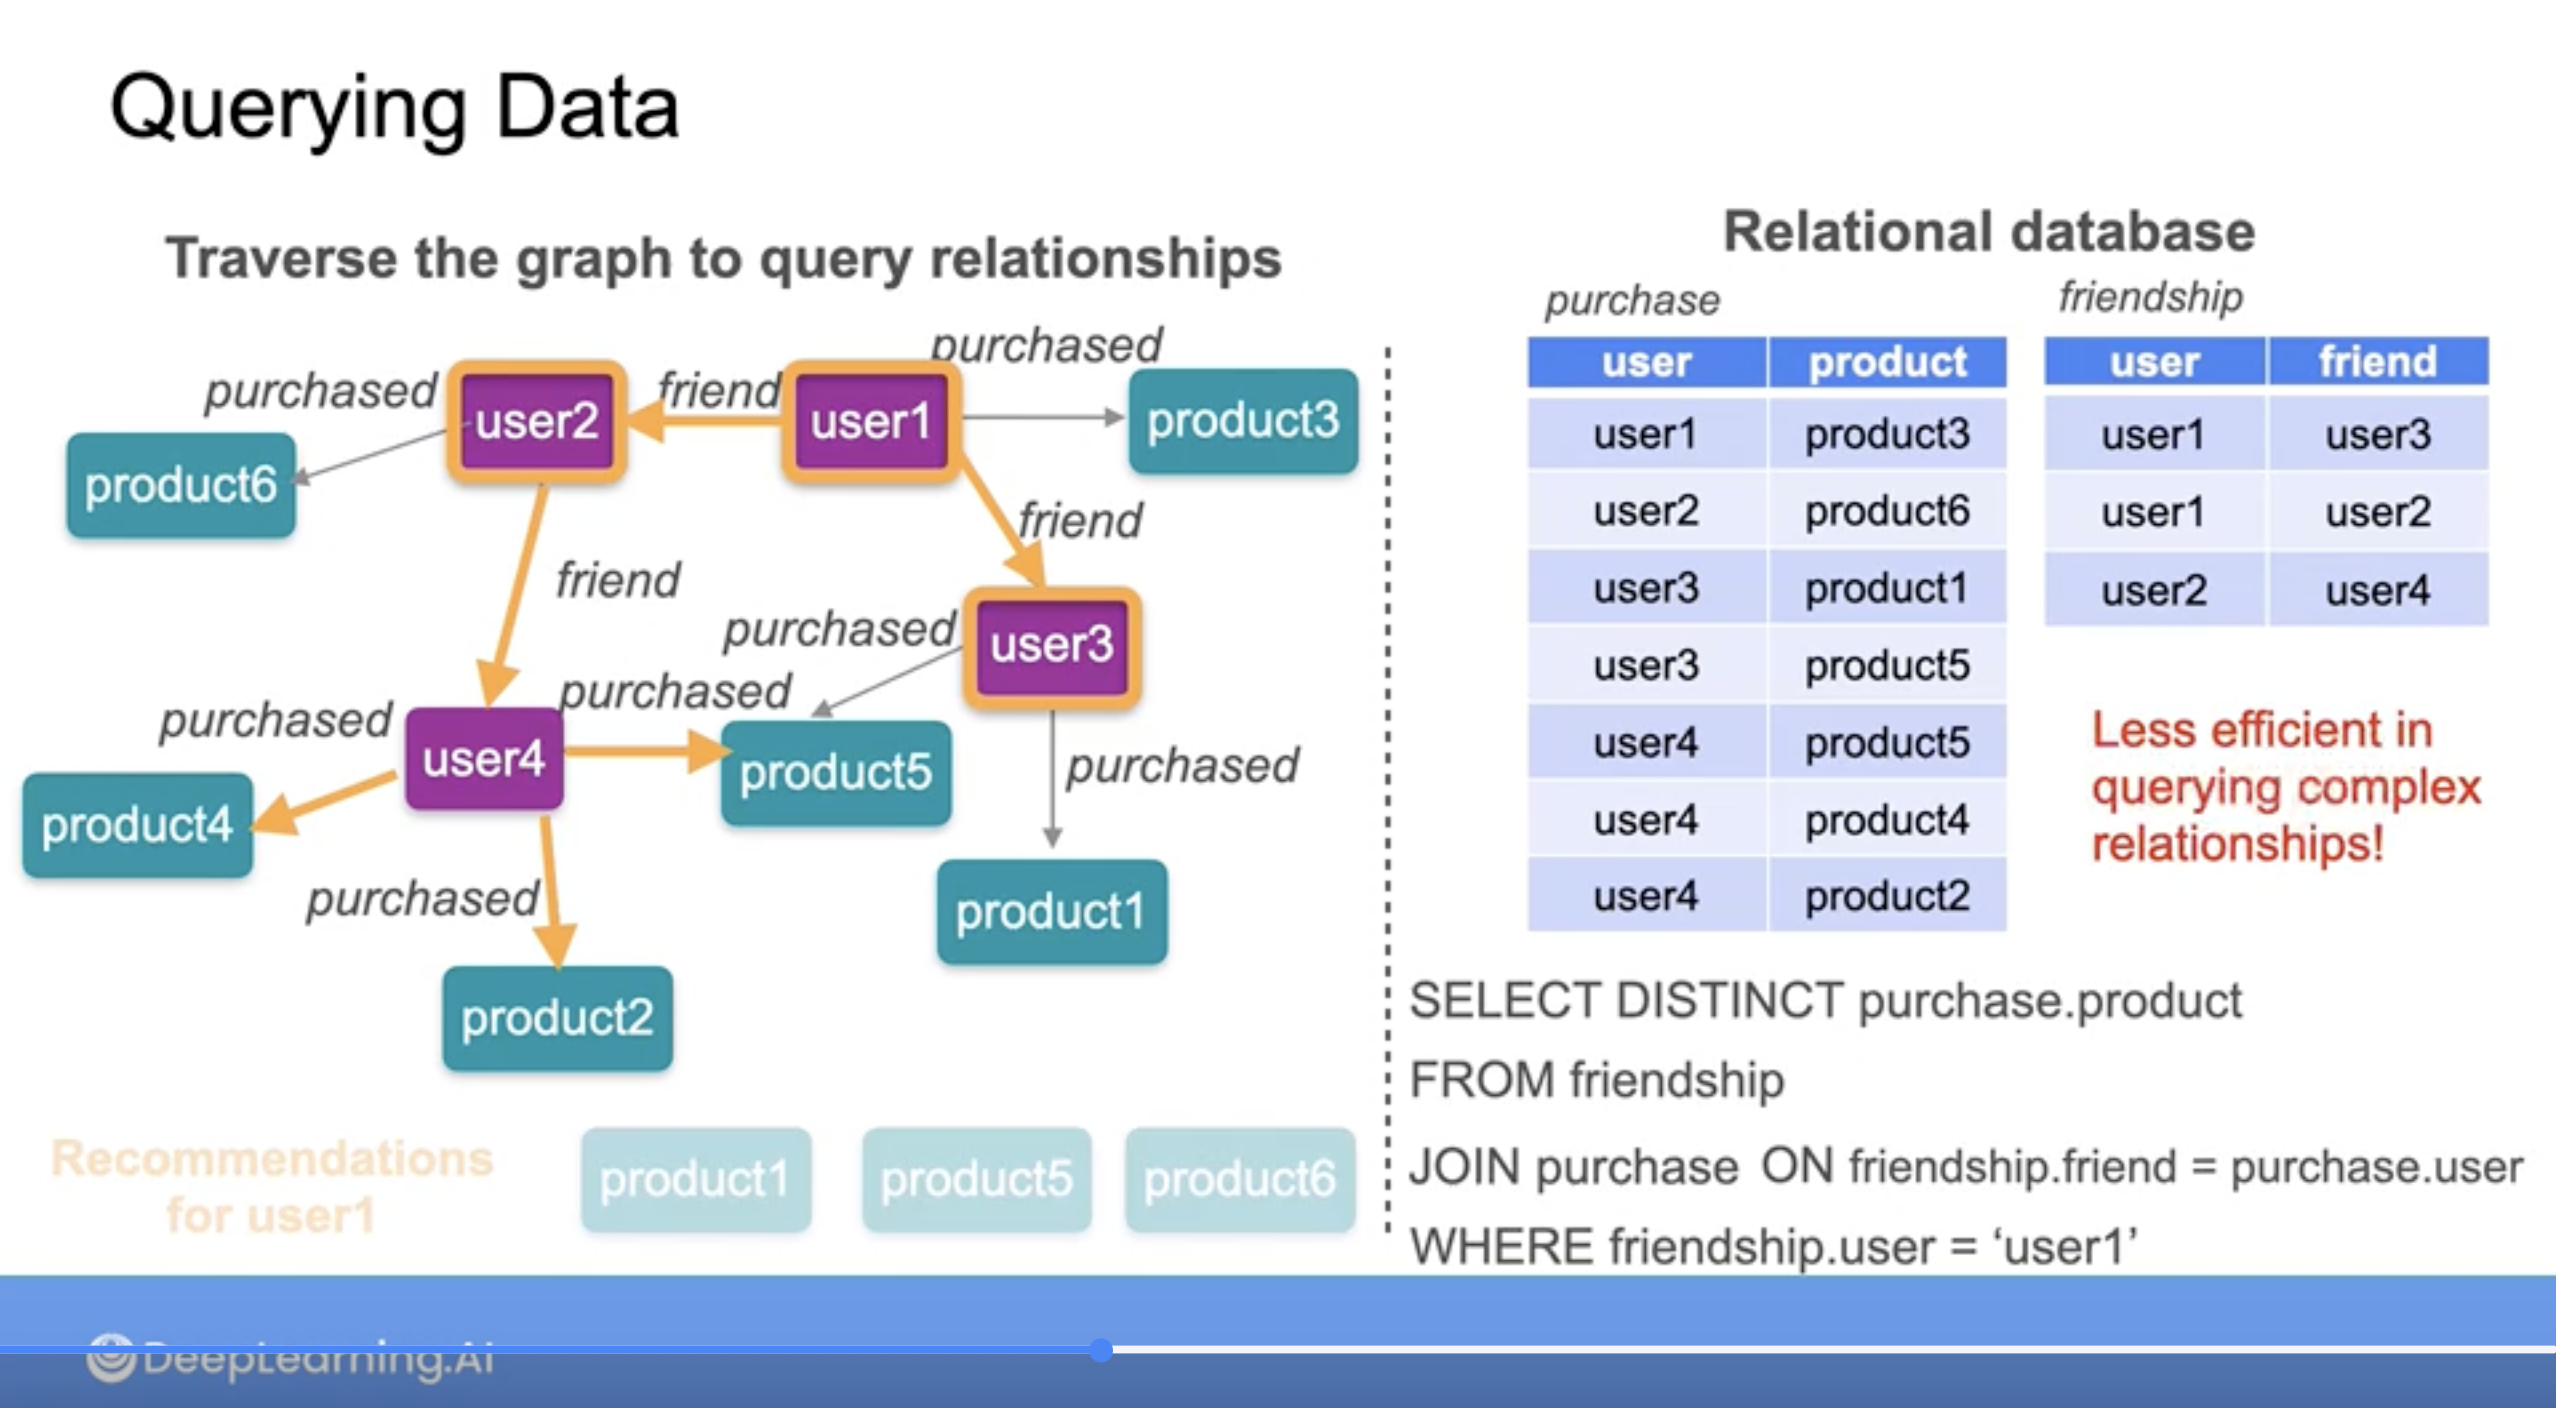 Querying Data
Traverse the graph to query relationships
purchased
purchased
friend
user2
user1
product3
product6
friend
friend
purchased
user3
purchased
purchased
user4
product5
purchased
product4
purchased
product1
product2
Recommendations
for user1
product1
product5
product6
Relational database
purchase
friendship
user product
user1 product3
user2 product6
user3 product1
user3 product5
user4 product5
user4 product4
user4 product2
user friend
user1 user3
user1 user2
user2 user4
Less efficient in
querying complex
relationships!
SELECT DISTINCT purchase.product
FROM friendship
JOIN purchase ON friendship.friend = purchase.user
WHERE friendship.user = ‘user1’
DeepLearning.AI